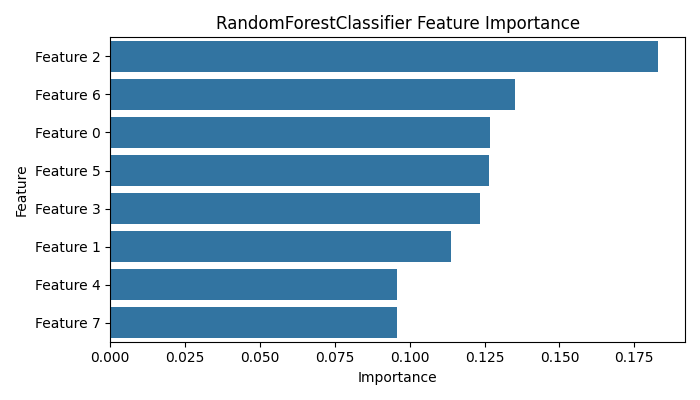 RandomForestClassifier Feature Importance
Feature 2
Feature 6
Feature 0
Feature 5
Feature 3
Feature 1
Feature 4
Feature 7
Feature
0.000 0.025 0.050 0.075 0.100 0.125 0.150 0.175
Importance